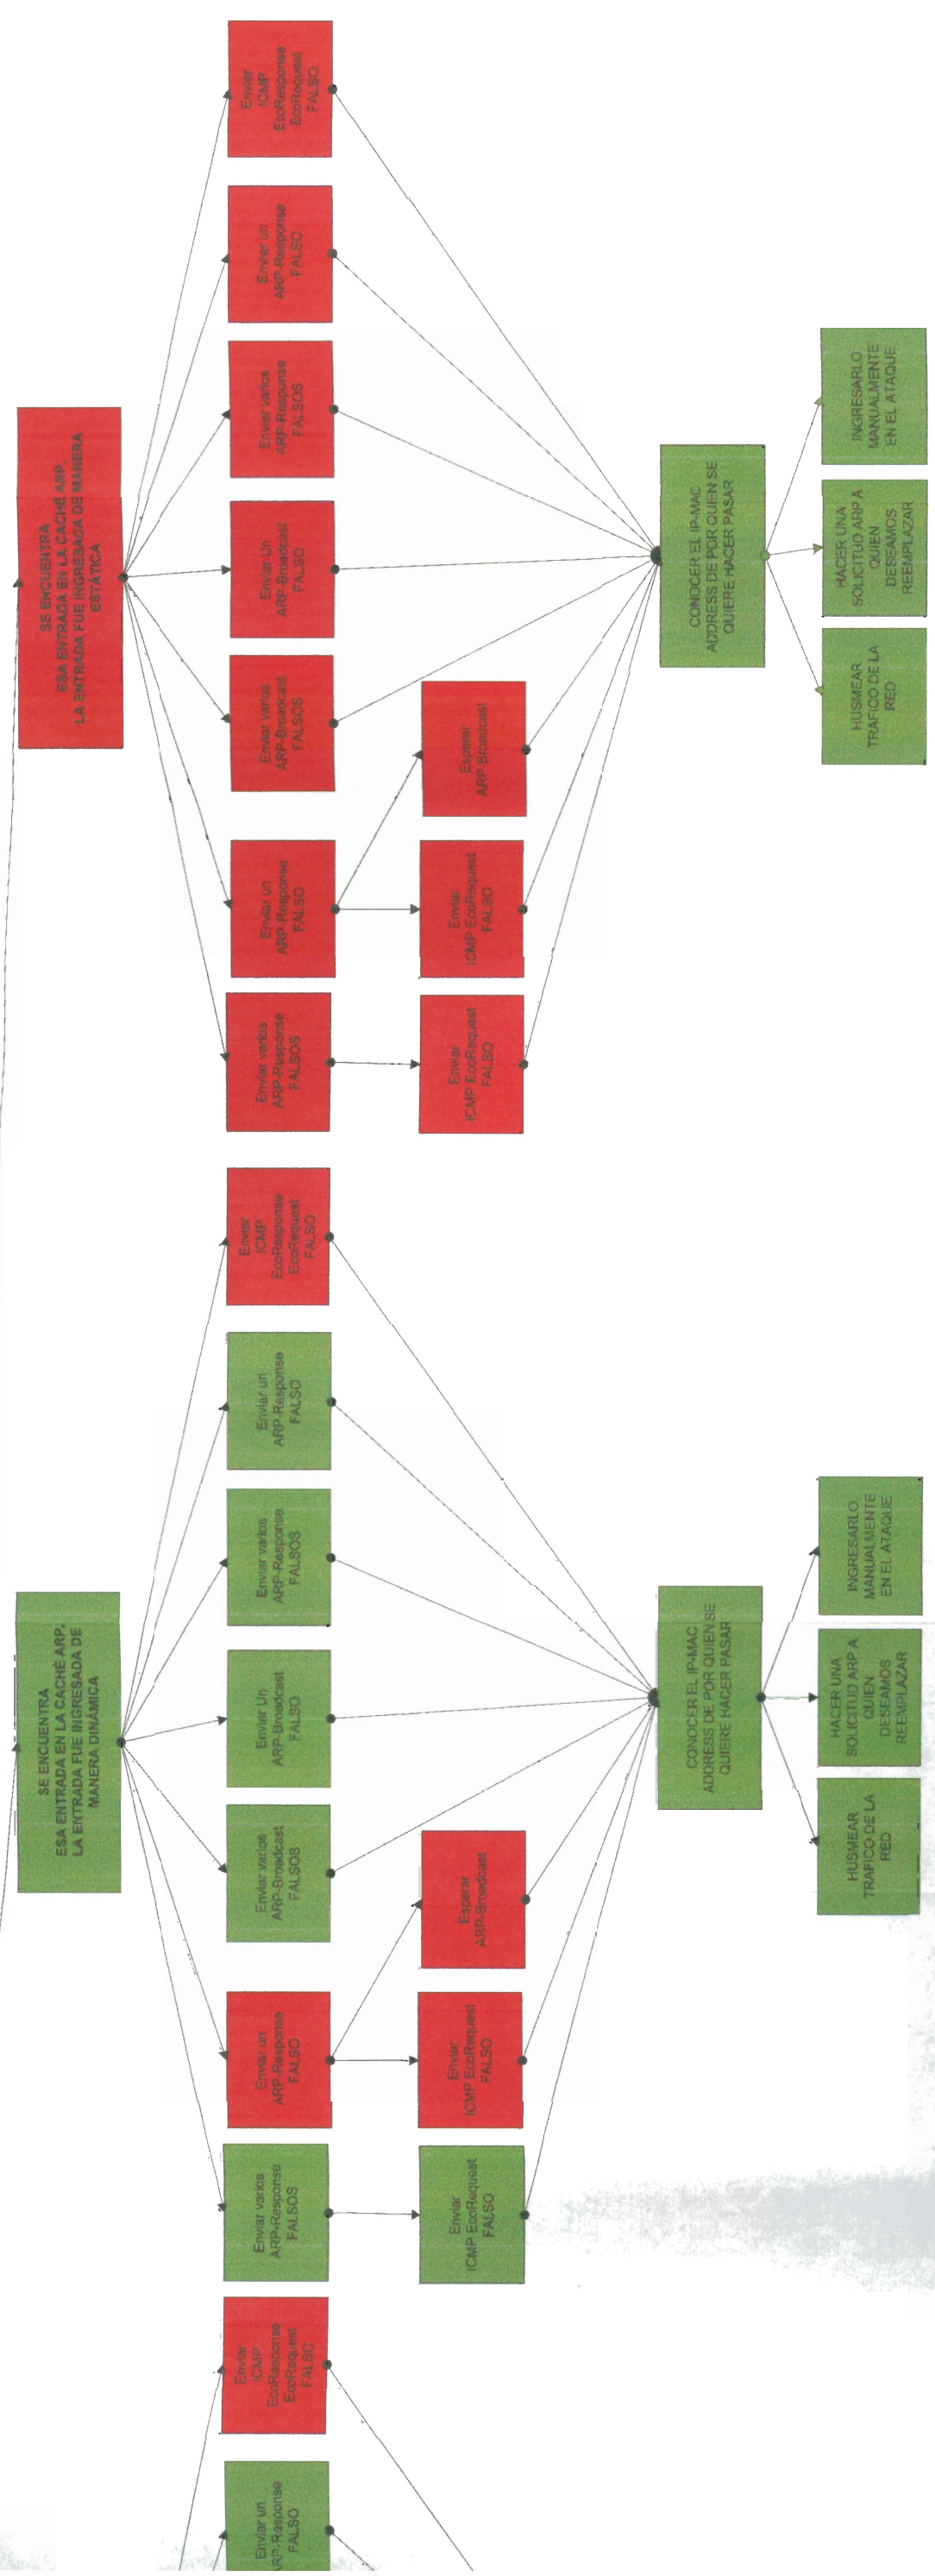 SE ENCUENTRA
ESA ENTRADA EN LA CACHÉ ARP.
LA ENTRADA FUE INGRESADA DE
MANERA DINÁMICA
SE ENCUENTRA
ESA ENTRADA EN LA CACHÉ ARP.
LA ENTRADA FUE INGRESADA DE MANERA
ESTÁTICA
Enviar un
ARP-Response
FALSO
Enviar
ICMP
EcoResponse
EcoRequest
FALSO
Enviar varios
ARP-Response
FALSOS
Enviar un
ARP-Response
FALSO
Enviar varios
ARP-Broadcast
FALSOS
Enviar Un
ARP-Broadcast
FALSO
Enviar varios
ARP-Response
FALSOS
Enviar un
ARP-Response
FALSO
Enviar
ICMP
EcoResponse
EcoRequest
FALSO
Enviar varios
ARP-Response
FALSOS
Enviar un
ARP-Response
FALSO
Enviar varios
ARP-Broadcast
FALSOS
Enviar Un
ARP-Broadcast
FALSO
Enviar varios
ARP-Response
FALSOS
Enviar un
ARP-Response
FALSO
Enviar
ICMP
EcoResponse
EcoRequest
FALSO
Enviar
ICMP EcoRequest
FALSO
Enviar
ICMP EcoRequest
FALSO
Esperar
ARP-Broadcast
Enviar
ICMP EcoRequest
FALSO
Enviar
ICMP EcoRequest
FALSO
Esperar
ARP-Broadcast
CONOCER EL IP-MAC
ADDRESS DE POR QUIEN SE
QUIERE HACER PASAR
CONOCER EL IP-MAC
ADDRESS DE POR QUIEN SE
QUIERE HACER PASAR
HUSMEAR
TRAFICO DE LA
RED
HACER UNA
SOLICITUD ARP A
QUIEN
DESEAMOS
REEMPLAZAR
INGRESARLO
MANUALMENTE
EN EL ATAQUE
HUSMEAR
TRAFICO DE LA
RED
HACER UNA
SOLICITUD ARP A
QUIEN
DESEAMOS
REEMPLAZAR
INGRESARLO
MANUALMENTE
EN EL ATAQUE